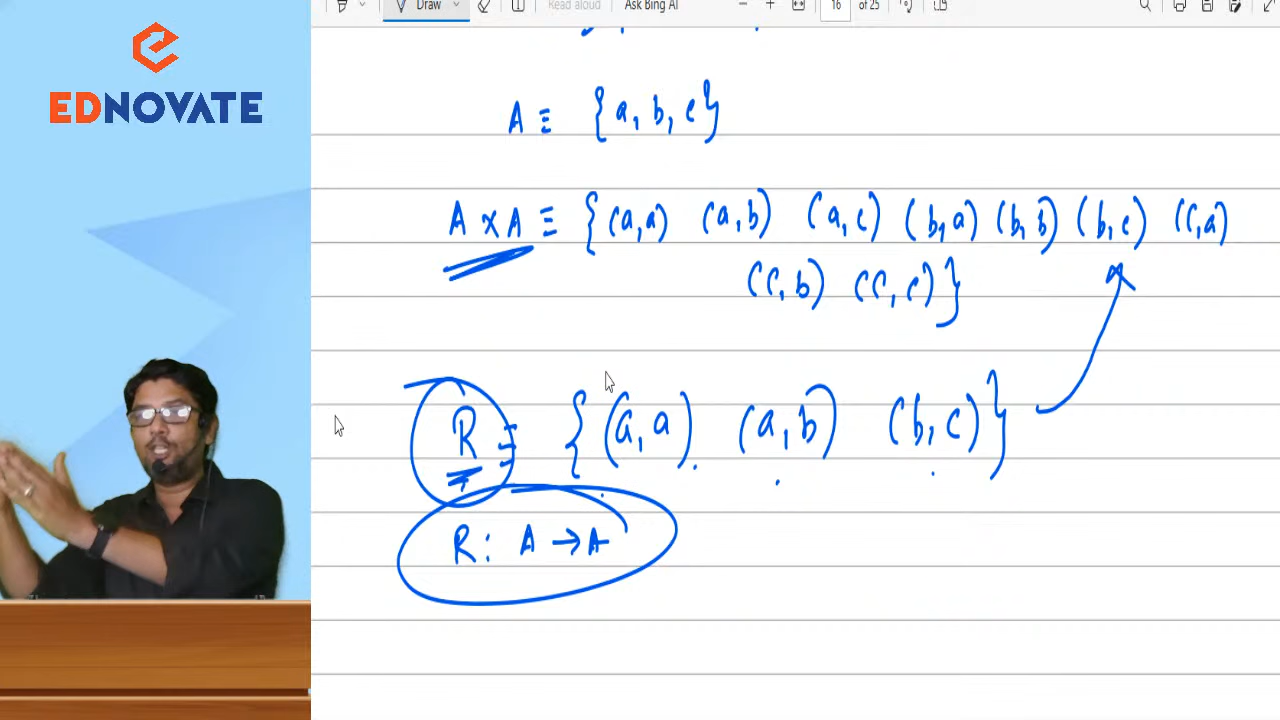 Draw
Read aloud
Ask Bing AI
16 of 25
EDNOVATE
A ≡ {a, b, c}
A x A ≡ {(a,a) (a,b) (a,c) (b,a) (b,b) (b,c) (c,a)
(c,b) (c,c)}
R ≡ {(a,a) (a,b) (b,c)}
R: A → A